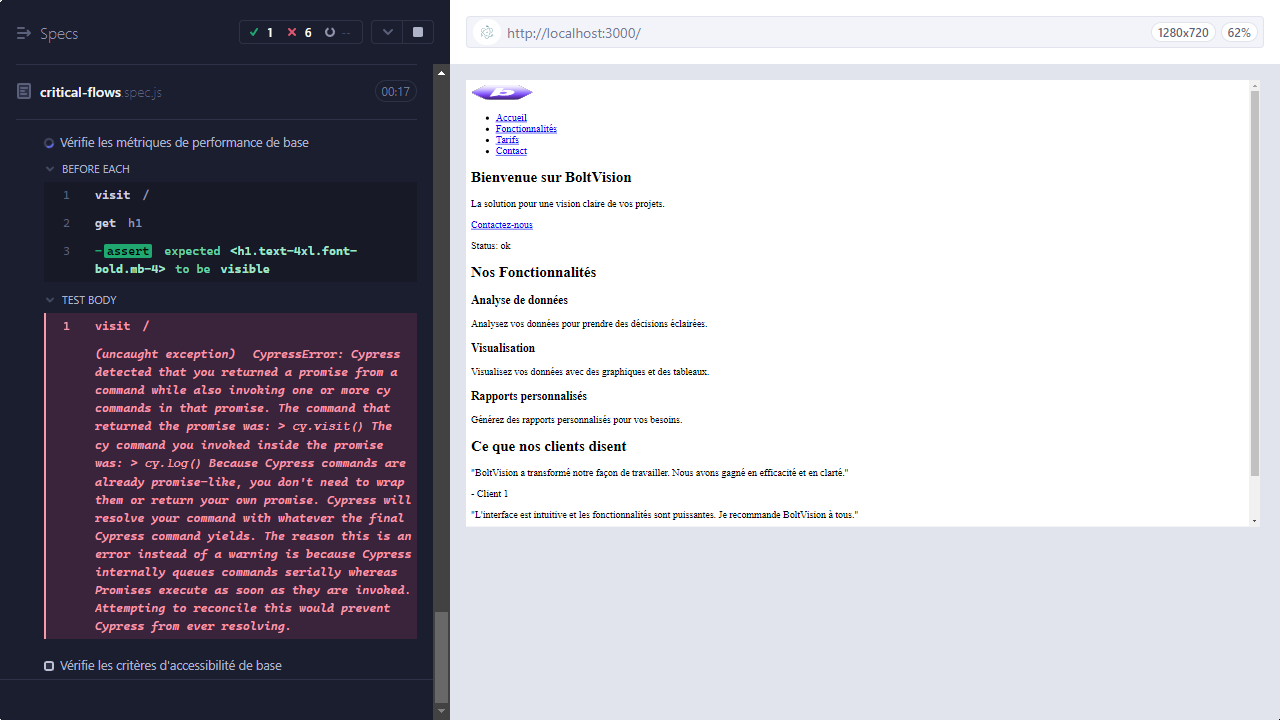 Specs
1
6
--
critical-flows.spec.js
00:17
Vérifie les métriques de performance de base
BEFORE EACH
1 visit /
2 get h1
3 -assert expected <h1.text-4xl.font-
bold.mb-4> to be visible
TEST BODY
1 visit /
(uncaught exception) CypressError: Cypress
detected that you returned a promise from a
command while also invoking one or more cy
commands in that promise. The command that
returned the promise was: > cy.visit() The
cy command you invoked inside the promise
was: > cy.log() Because Cypress commands are
already promise-like, you don't need to wrap
them or return your own promise. Cypress will
resolve your command with whatever the final
Cypress command yields. The reason this is an
error instead of a warning is because Cypress
internally queues commands serially whereas
Promises execute as soon as they are invoked.
Attempting to reconcile this would prevent
Cypress from ever resolving.
Vérifie les critères d'accessibilité de base
http://localhost:3000/
1280x720
62%
b
Accueil
Fonctionnalités
Tarifs
Contact
Bienvenue sur BoltVision
La solution pour une vision claire de vos projets.
Contactez-nous
Status: ok
Nos Fonctionnalités
Analyse de données
Analysez vos données pour prendre des décisions éclairées.
Visualisation
Visualisez vos données avec des graphiques et des tableaux.
Rapports personnalisés
Générez des rapports personnalisés pour vos besoins.
Ce que nos clients disent
"BoltVision a transformé notre façon de travailler. Nous avons gagné en efficacité et en clarté."
- Client 1
"L'interface est intuitive et les fonctionnalités sont puissantes. Je recommande BoltVision à tous."